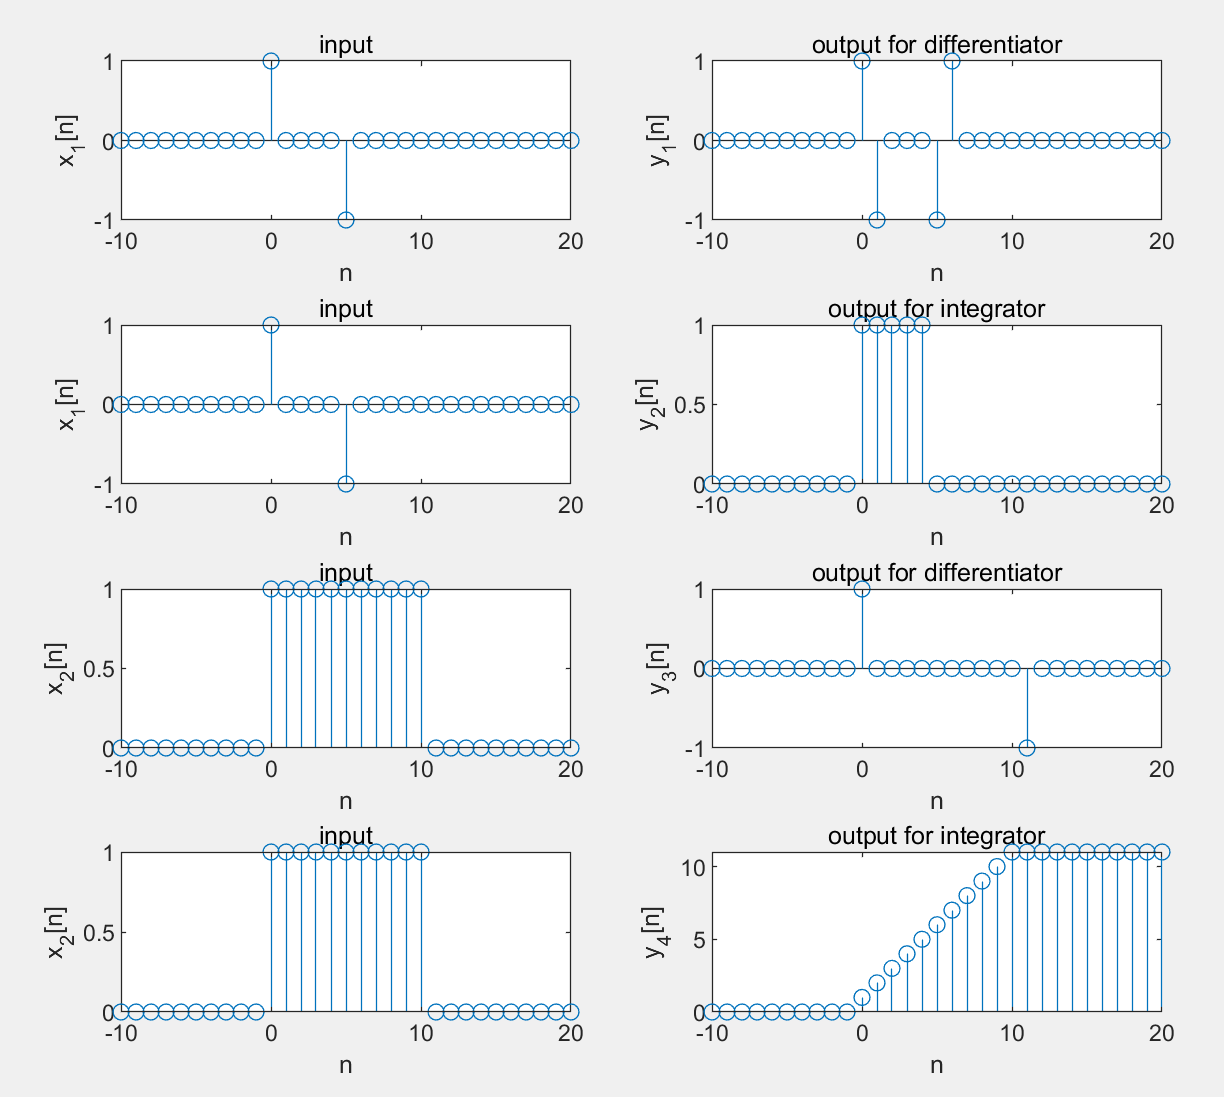 input
x1[n]
1
0
-1
-10 0 10 20
n
output for differentiator
y1[n]
1
0
-1
-10 0 10 20
n
input
x1[n]
1
0
-1
-10 0 10 20
n
output for integrator
y2[n]
1
0.5
0
-10 0 10 20
n
input
x2[n]
1
0.5
0
-10 0 10 20
n
output for differentiator
y3[n]
1
0
-1
-10 0 10 20
n
input
x2[n]
1
0.5
0
-10 0 10 20
n
output for integrator
y4[n]
10
5
0
-10 0 10 20
n